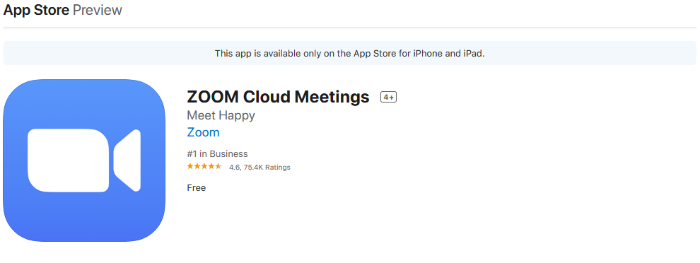 App Store Preview
This app is available only on the App Store for iPhone and iPad.
ZOOM Cloud Meetings 4+
Meet Happy
Zoom
#1 in Business
★★★★★ 4.6, 75.4K Ratings
Free